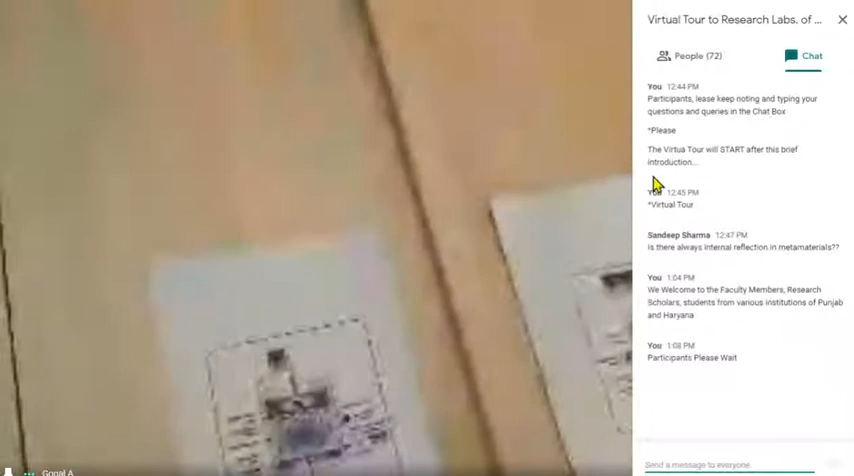 Virtual Tour to Research Labs. of ...
People (72)
Chat
You 12:44 PM
Participants, lease keep noting and typing your
questions and queries in the Chat Box
*Please
The Virtua Tour will START after this brief
introduction...
You 12:45 PM
*Virtual Tour
Sandeep Sharma 12:47 PM
Is there always internal reflection in metamaterials??
You 1:04 PM
We Welcome to the Faculty Members, Research
Scholars, students from various institutions of Punjab
and Haryana
You 1:08 PM
Participants Please Wait
Send a message to everyone
Gopal A